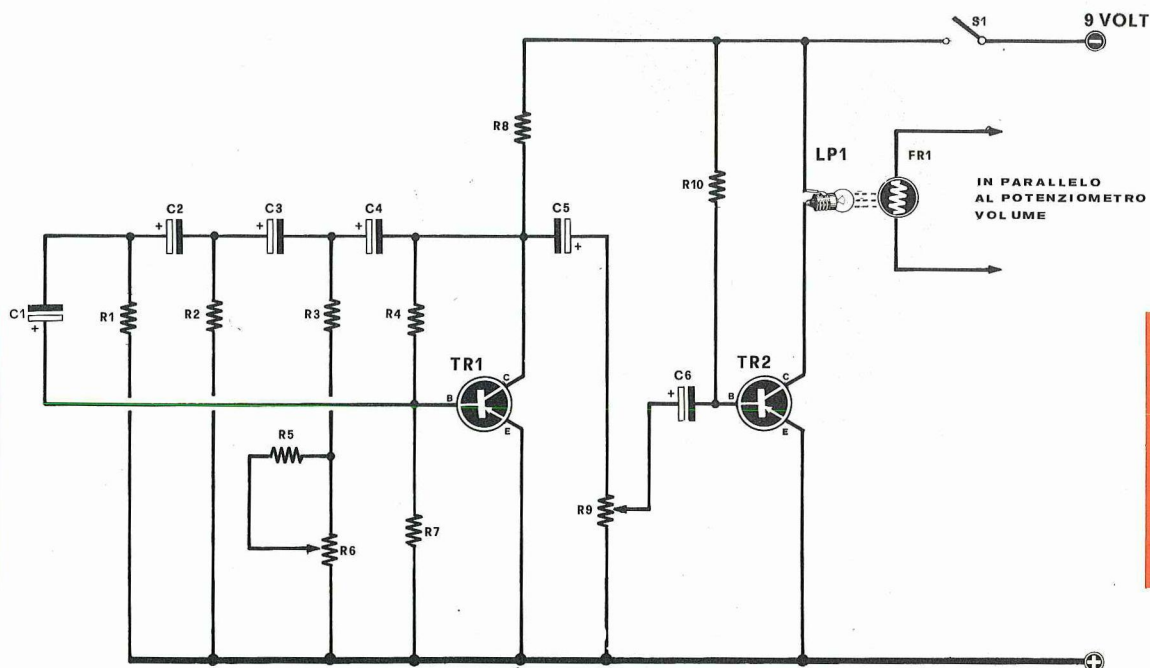 S1
9 VOLT
−
R8
R10
LP1
FR1
IN PARALLELO
AL POTENZIOMETRO
VOLUME
C2
C3
C4
C5
+
+
+
+
C1
+
R1
R2
R3
R4
TR1
C
B
E
C6
+
TR2
C
B
E
R5
R6
R7
R9
+